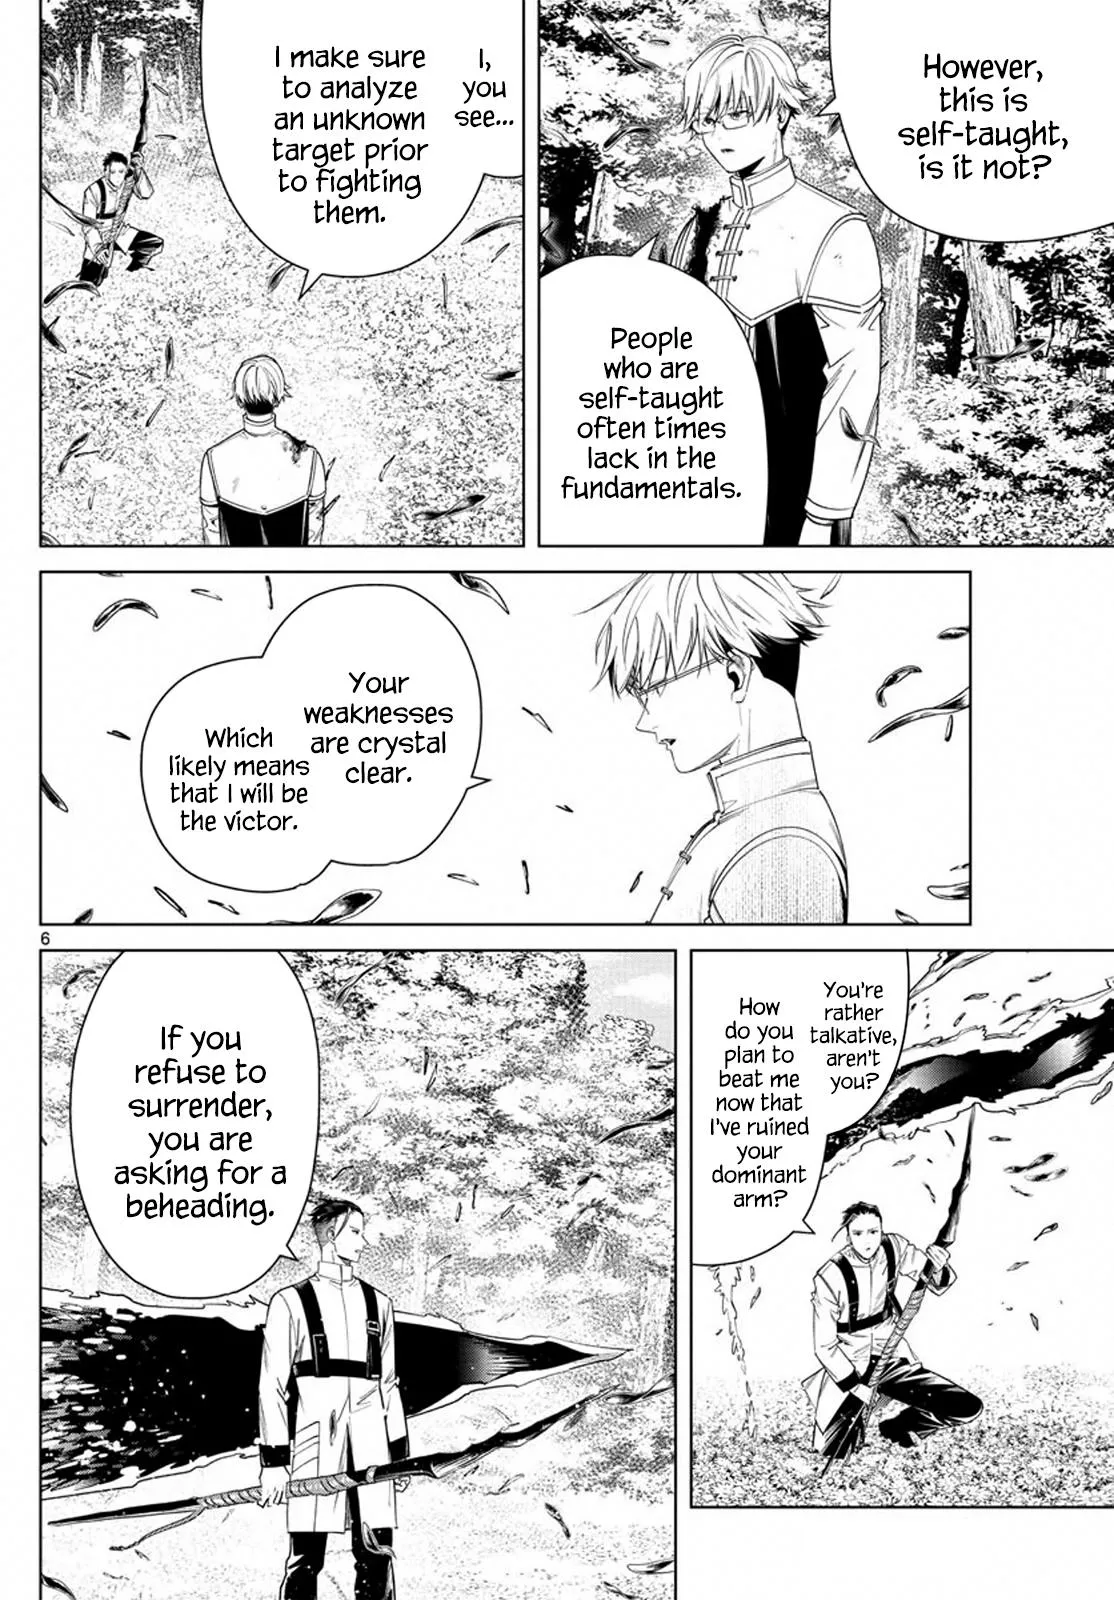 However,
this is
self-taught,
is it not?
People
who are
self-taught
often times
lack in the
fundamentals.
I,
you
see...
I make sure
to analyze
an unknown
target prior
to fighting
them.
Your
weaknesses
are crystal
clear.
Which
likely means
that I will be
the victor.
6
You're
rather
talkative,
aren't
you?
How
do you
plan to
beat me
now that
I've ruined
your
dominant
arm?
If you
refuse to
surrender,
you are
asking for a
beheading.